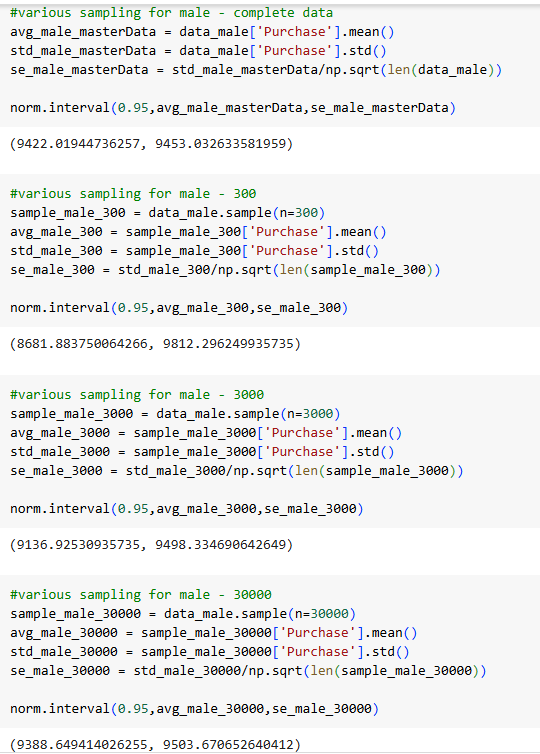 #various sampling for male - complete data
avg_male_masterData = data_male['Purchase'].mean()
std_male_masterData = data_male['Purchase'].std()
se_male_masterData = std_male_masterData/np.sqrt(len(data_male))
norm.interval(0.95,avg_male_masterData,se_male_masterData)
(9422.01944736257, 9453.032633581959)
#various sampling for male - 300
sample_male_300 = data_male.sample(n=300)
avg_male_300 = sample_male_300['Purchase'].mean()
std_male_300 = sample_male_300['Purchase'].std()
se_male_300 = std_male_300/np.sqrt(len(sample_male_300))
norm.interval(0.95,avg_male_300,se_male_300)
(8681.883750064266, 9812.296249935735)
#various sampling for male - 3000
sample_male_3000 = data_male.sample(n=3000)
avg_male_3000 = sample_male_3000['Purchase'].mean()
std_male_3000 = sample_male_3000['Purchase'].std()
se_male_3000 = std_male_3000/np.sqrt(len(sample_male_3000))
norm.interval(0.95,avg_male_3000,se_male_3000)
(9136.92530935735, 9498.334690642649)
#various sampling for male - 30000
sample_male_30000 = data_male.sample(n=30000)
avg_male_30000 = sample_male_30000['Purchase'].mean()
std_male_30000 = sample_male_30000['Purchase'].std()
se_male_30000 = std_male_30000/np.sqrt(len(sample_male_30000))
norm.interval(0.95,avg_male_30000,se_male_30000)
(9388.649414026255, 9503.670652640412)